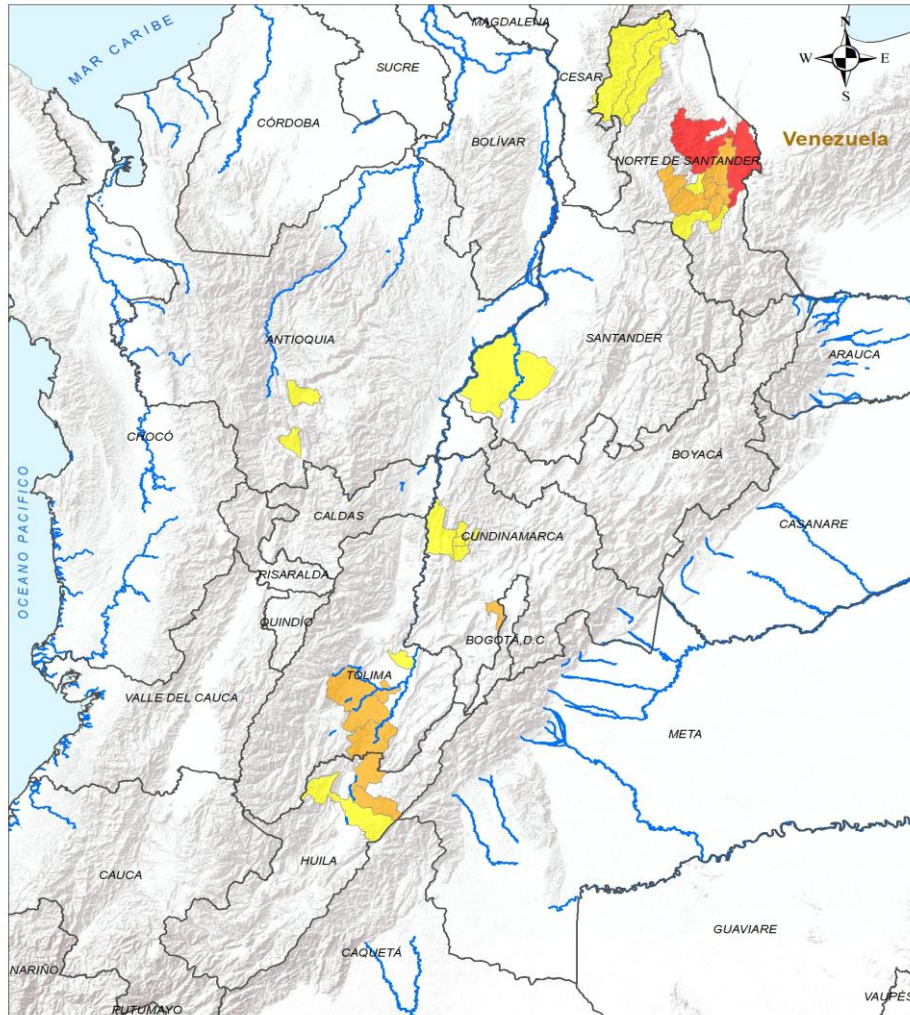 MAGDALENA
N
MAR CARIBE
SUCRE
W
E
CESAR
S
CÓRDOBA
BOLÍVAR
Venezuela
NORTE DE SANTANDER
ANTIOQUIA
SANTANDER
ARAUCA
CHOCÓ
BOYACÁ
CALDAS
CASANARE
CUNDINAMARCA
OCEANO PACIFICO
RISARALDA
QUINDÍO
BOGOTÁ,D.C
TOLIMA
VALLE DEL CAUCA
META
HUILA
CAUCA
GUAVIARE
CAQUETÁ
NARIÑO
VAUPÉS
PUTUMAYO